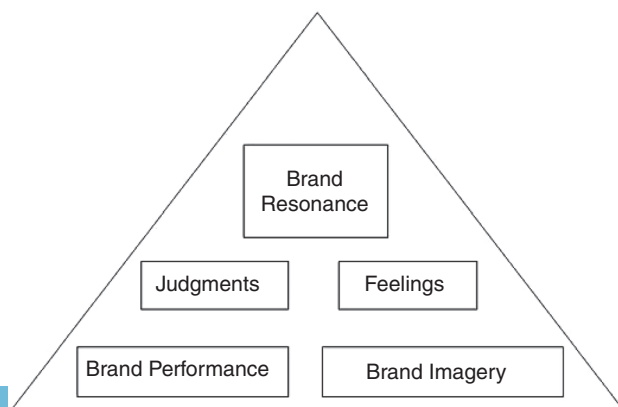 Brand
Resonance
Judgments
Feelings
Brand Performance
Brand Imagery